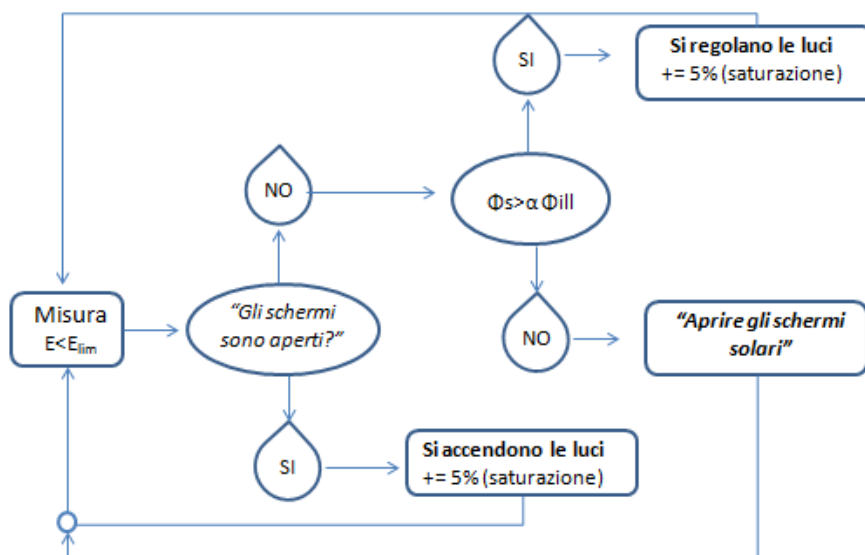 SI
Si regolano le luci
+= 5% (saturazione)
NO
Φs>α Φill
Misura
E<Elim
“Gli schermi
sono aperti?”
NO
“Aprire gli schermi
solari”
SI
Si accendono le luci
+= 5% (saturazione)